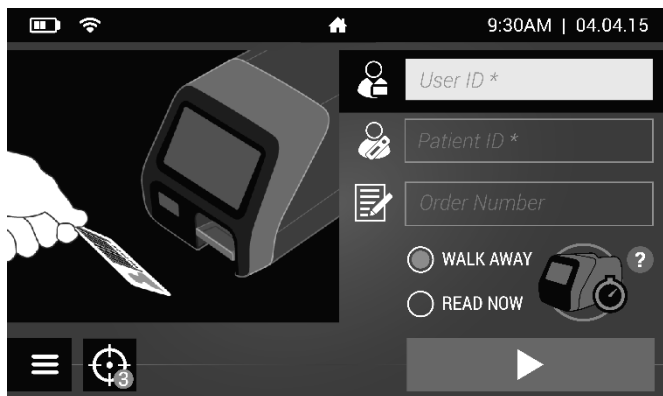 9:30AM | 04.04.15
User ID *
Patient ID *
Order Number
WALK AWAY
?
READ NOW
3